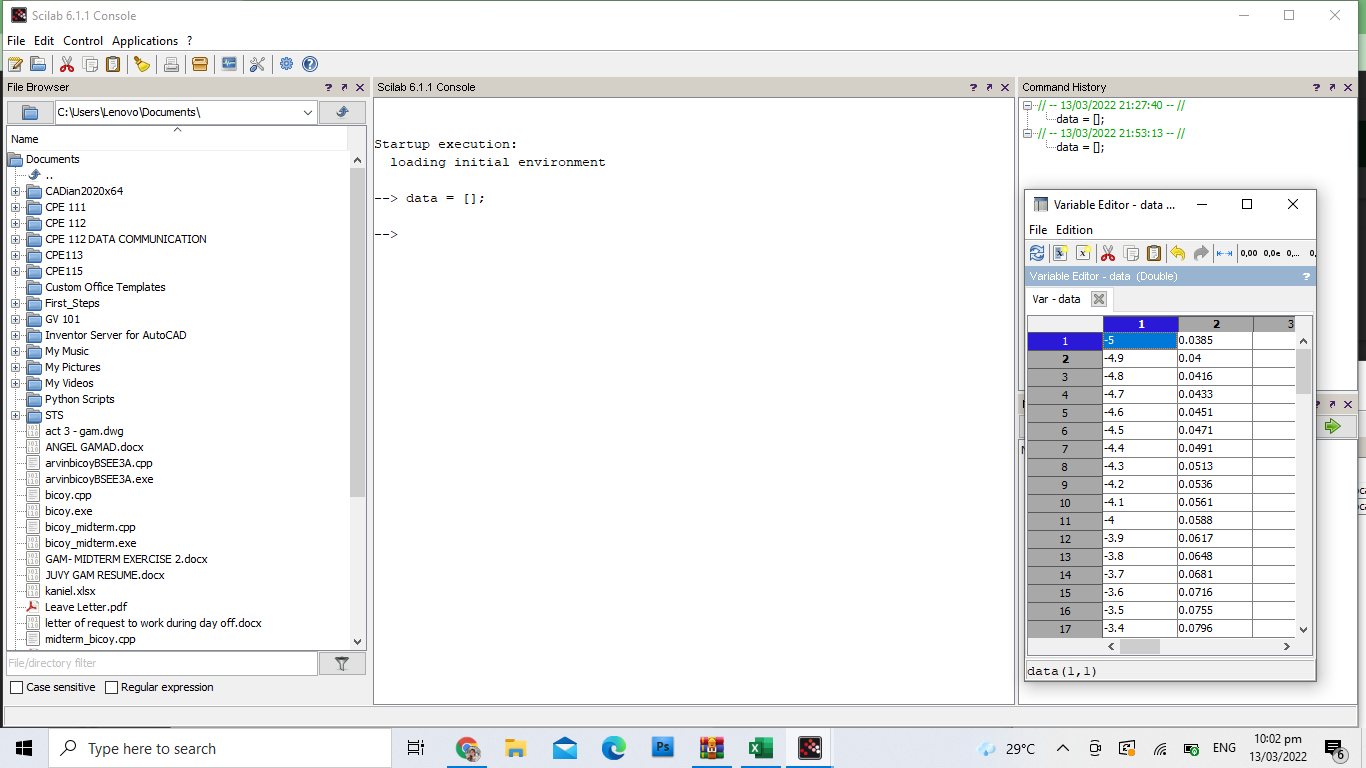 Scilab 6.1.1 Console
File Edit Control Applications ?
File Browser ? 
C:\Users\Lenovo\Documents\
Name
Documents
..
CADian2020x64
CPE 111
CPE 112
CPE 112 DATA COMMUNICATION
CPE113
CPE115
Custom Office Templates
First_Steps
GV 101
Inventor Server for AutoCAD
My Music
My Pictures
My Videos
Python Scripts
STS
act 3 - gam.dwg
ANGEL GAMAD.docx
arvinbicoyBSEE3A.cpp
arvinbicoyBSEE3A.exe
bicoy.cpp
bicoy.exe
bicoy_midterm.cpp
bicoy_midterm.exe
GAM- MIDTERM EXERCISE 2.docx
JUVY GAM RESUME.docx
kaniel.xlsx
Leave Letter.pdf
letter of request to work during day off.docx
midterm_bicoy.cpp
File/directory filter
Case sensitive Regular expression
Scilab 6.1.1 Console ?
Startup execution:
loading initial environment
--> data = [];
-->
Command History ?
// -- 13/03/2022 21:27:40 -- //
data = [];
// -- 13/03/2022 21:53:13 -- //
data = [];
Variable Editor - data ...
File Edition
0,00 0,0e 0,... 0,
Variable Editor - data (Double) ?
Var - data
1 2 3
1 -5 0.0385
2 -4.9 0.04
3 -4.8 0.0416
4 -4.7 0.0433
5 -4.6 0.0451
6 -4.5 0.0471
7 -4.4 0.0491
8 -4.3 0.0513
9 -4.2 0.0536
10 -4.1 0.0561
11 -4 0.0588
12 -3.9 0.0617
13 -3.8 0.0648
14 -3.7 0.0681
15 -3.6 0.0716
16 -3.5 0.0755
17 -3.4 0.0796
data(1,1)
Type here to search
Ps
29°C
ENG
10:02 pm
13/03/2022
6